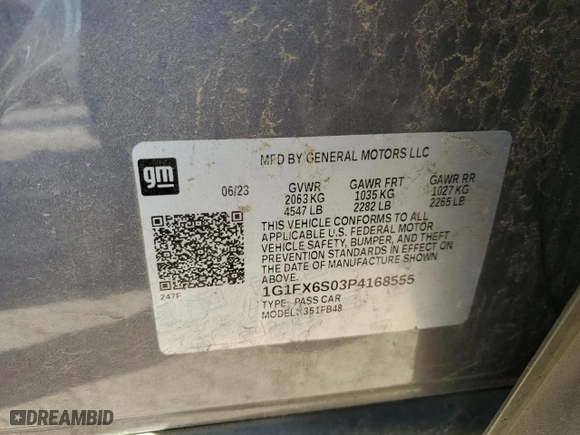 gm
MFD BY GENERAL MOTORS LLC
06/23 GVWR GAWR FRT GAWR RR
2063 KG 1035 KG 1027 KG
4547 LB 2282 LB 2265 LB
THIS VEHICLE CONFORMS TO ALL
APPLICABLE U.S. FEDERAL MOTOR
VEHICLE SAFETY, BUMPER, AND THEFT
PREVENTION STANDARDS IN EFFECT ON
THE DATE OF MANUFACTURE SHOWN
ABOVE.
247F
1G1FX6S03P4168555
TYPE: PASS CAR
MODEL: 351FB48
DREAMBID